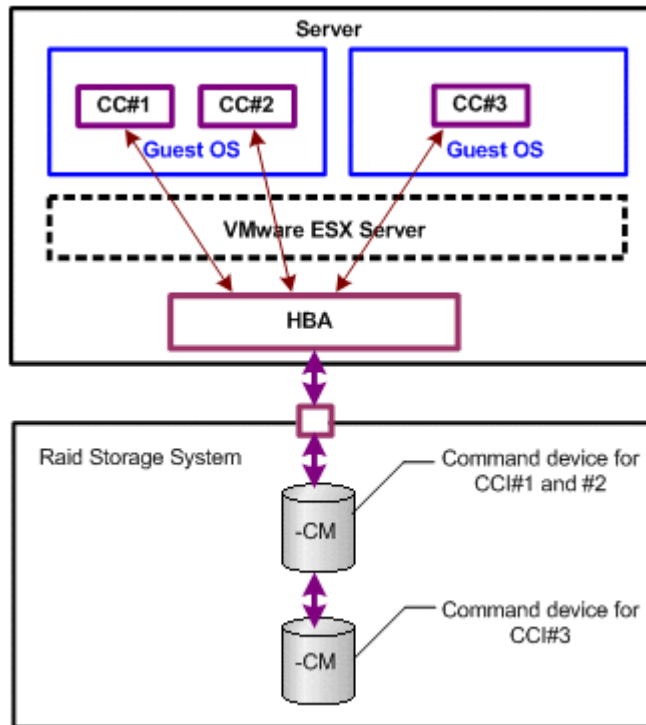 Server
CC#1
CC#2
CC#3
Guest OS
Guest OS
VMware ESX Server
HBA
Raid Storage System
Command device for
CCI#1 and #2
-CM
Command device for
CCI#3
-CM